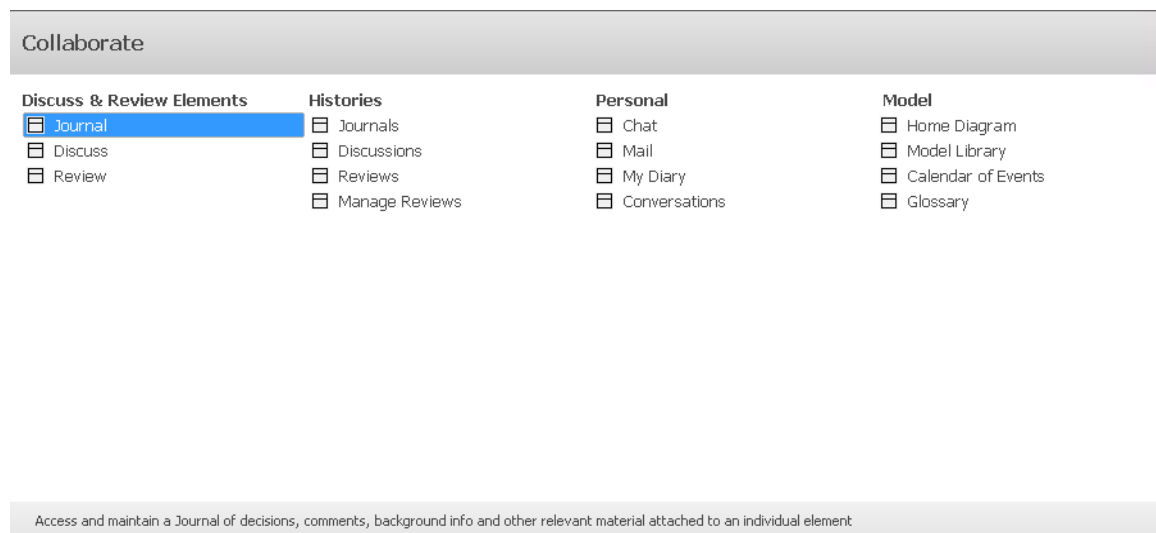 Collaborate
Discuss & Review Elements
Journal
Discuss
Review
Histories
Journals
Discussions
Reviews
Manage Reviews
Personal
Chat
Mail
My Diary
Conversations
Model
Home Diagram
Model Library
Calendar of Events
Glossary
Access and maintain a Journal of decisions, comments, background info and other relevant material attached to an individual element